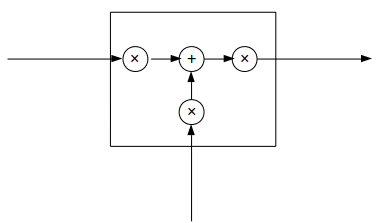 × + ×
×